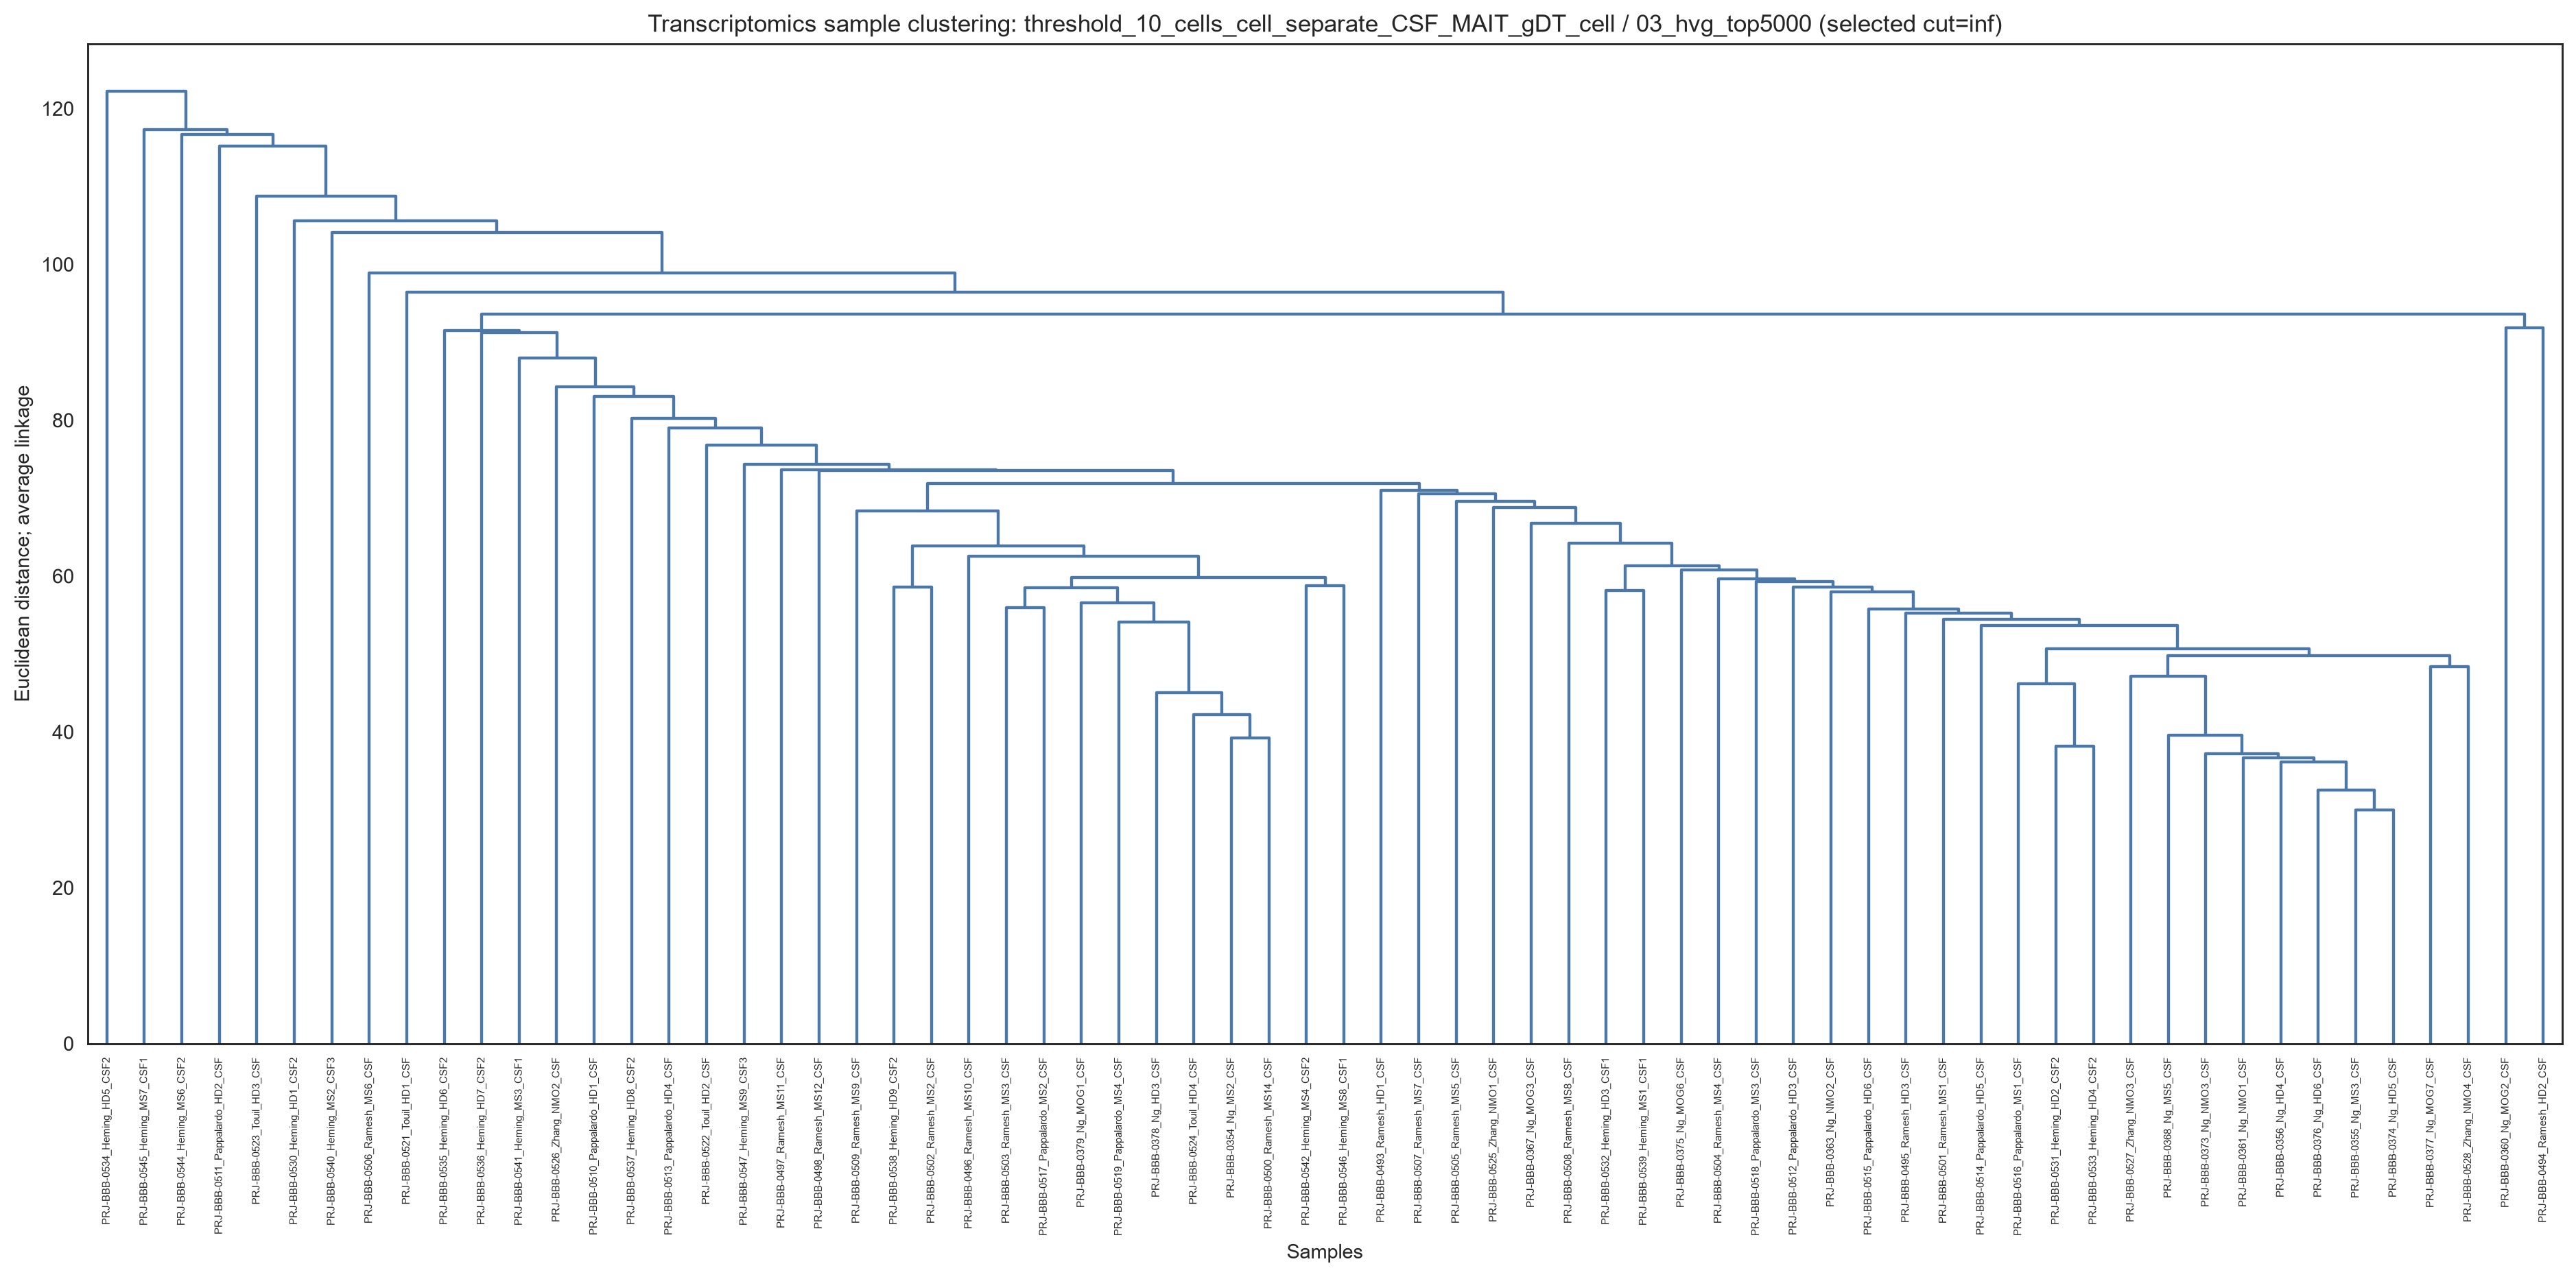 Transcriptomics sample clustering: threshold_10_cells_cell_separate_CSF_MAIT_gDT_cell / 03_hvg_top5000 (selected cut=inf)
Euclidean distance; average linkage
120
100
80
60
40
20
0
PRJ-BBB-0534_Heming_HD5_CSF2
PRJ-BBB-0545_Heming_MS7_CSF1
PRJ-BBB-0544_Heming_MS6_CSF2
PRJ-BBB-0511_Pappalardo_HD2_CSF
PRJ-BBB-0523_Touil_HD3_CSF
PRJ-BBB-0530_Heming_HD1_CSF2
PRJ-BBB-0540_Heming_MS2_CSF3
PRJ-BBB-0506_Ramesh_MS6_CSF
PRJ-BBB-0521_Touil_HD1_CSF
PRJ-BBB-0535_Heming_HD6_CSF2
PRJ-BBB-0536_Heming_HD7_CSF2
PRJ-BBB-0541_Heming_MS3_CSF1
PRJ-BBB-0526_Zhang_NMO2_CSF
PRJ-BBB-0510_Pappalardo_HD1_CSF
PRJ-BBB-0537_Heming_HD8_CSF2
PRJ-BBB-0513_Pappalardo_HD4_CSF
PRJ-BBB-0522_Touil_HD2_CSF
PRJ-BBB-0547_Heming_MS9_CSF3
PRJ-BBB-0497_Ramesh_MS11_CSF
PRJ-BBB-0498_Ramesh_MS12_CSF
PRJ-BBB-0509_Ramesh_MS9_CSF
PRJ-BBB-0538_Heming_HD9_CSF2
PRJ-BBB-0502_Ramesh_MS2_CSF
PRJ-BBB-0496_Ramesh_MS10_CSF
PRJ-BBB-0503_Ramesh_MS3_CSF
PRJ-BBB-0517_Pappalardo_MS2_CSF
PRJ-BBB-0379_Ng_MOG1_CSF
PRJ-BBB-0519_Pappalardo_MS4_CSF
PRJ-BBB-0378_Ng_HD3_CSF
PRJ-BBB-0524_Touil_HD4_CSF
PRJ-BBB-0354_Ng_MS2_CSF
PRJ-BBB-0500_Ramesh_MS14_CSF
PRJ-BBB-0542_Heming_MS4_CSF2
PRJ-BBB-0546_Heming_MS8_CSF1
PRJ-BBB-0493_Ramesh_HD1_CSF
PRJ-BBB-0507_Ramesh_MS7_CSF
PRJ-BBB-0505_Ramesh_MS5_CSF
PRJ-BBB-0525_Zhang_NMO1_CSF
PRJ-BBB-0367_Ng_MOG3_CSF
PRJ-BBB-0508_Ramesh_MS8_CSF
PRJ-BBB-0532_Heming_HD3_CSF1
PRJ-BBB-0539_Heming_MS1_CSF1
PRJ-BBB-0375_Ng_MOG6_CSF
PRJ-BBB-0504_Ramesh_MS4_CSF
PRJ-BBB-0518_Pappalardo_MS3_CSF
PRJ-BBB-0512_Pappalardo_HD3_CSF
PRJ-BBB-0363_Ng_NMO2_CSF
PRJ-BBB-0515_Pappalardo_HD6_CSF
PRJ-BBB-0495_Ramesh_HD3_CSF
PRJ-BBB-0501_Ramesh_MS1_CSF
PRJ-BBB-0514_Pappalardo_HD5_CSF
PRJ-BBB-0516_Pappalardo_MS1_CSF
PRJ-BBB-0531_Heming_HD2_CSF2
PRJ-BBB-0533_Heming_HD4_CSF2
PRJ-BBB-0527_Zhang_NMO3_CSF
PRJ-BBB-0368_Ng_MS5_CSF
PRJ-BBB-0373_Ng_NMO3_CSF
PRJ-BBB-0361_Ng_NMO1_CSF
PRJ-BBB-0356_Ng_HD4_CSF
PRJ-BBB-0376_Ng_HD6_CSF
PRJ-BBB-0355_Ng_MS3_CSF
PRJ-BBB-0374_Ng_HD5_CSF
PRJ-BBB-0377_Ng_MOG7_CSF
PRJ-BBB-0528_Zhang_NMO4_CSF
PRJ-BBB-0360_Ng_MOG2_CSF
PRJ-BBB-0494_Ramesh_HD2_CSF
Samples